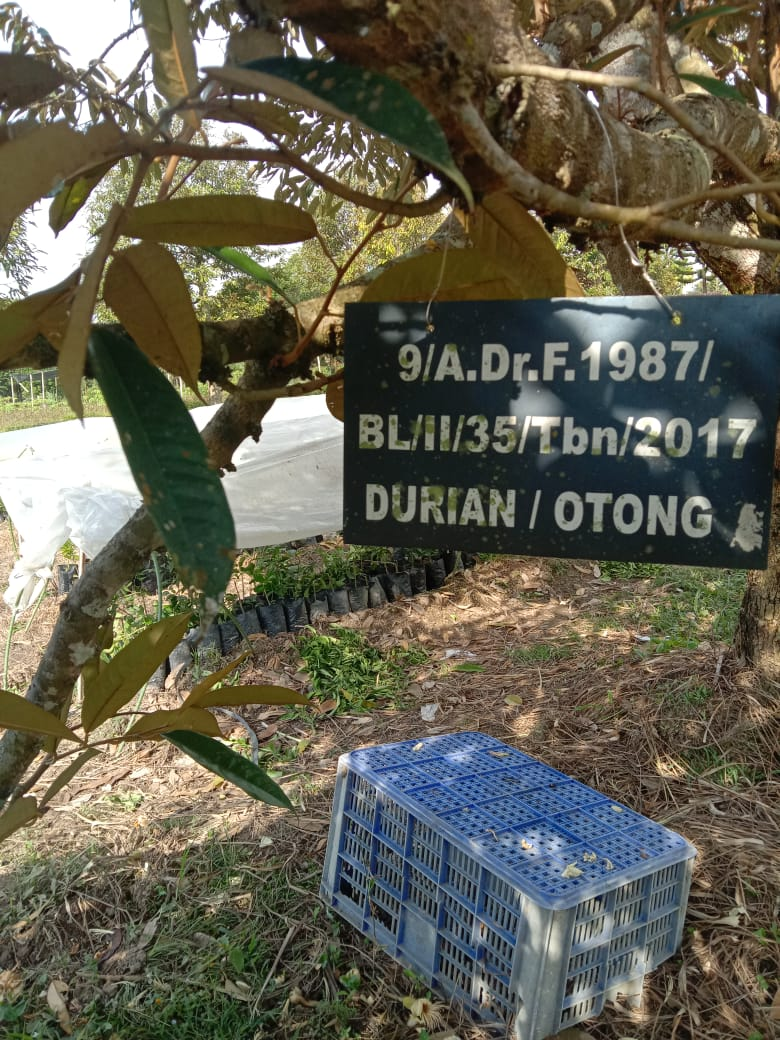 9/A.Dr.F.1987/
BL/II/35/Tbn/2017
DURIAN / OTONG